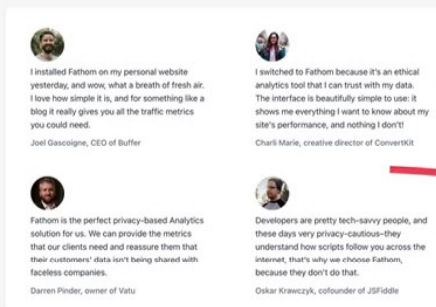 I installed Fathom on my personal website
yesterday, and wow, what a breath of fresh air.
I love how simple it is, and for something like a
blog it really gives you all the traffic metrics
you could need.
Joel Gascoigne, CEO of Buffer
I switched to Fathom because it's an ethical
analytics tool that I can trust with my data.
The interface is beautifully simple to use: it
shows me everything I want to know about my
site's performance, and nothing I don't!
Charli Marie, creative director of ConvertKit
Fathom is the perfect privacy-based Analytics
solution for us. We can provide the metrics
that our clients need and reassure them that
their customers' data isn't being shared with
faceless companies.
Darren Pinder, owner of Vatu
Developers are pretty tech-savvy people, and
these days very privacy-cautious–they
understand how scripts follow you across the
internet, that's why we choose Fathom,
because they don't do that.
Oskar Krawczyk, cofounder of JSFiddle